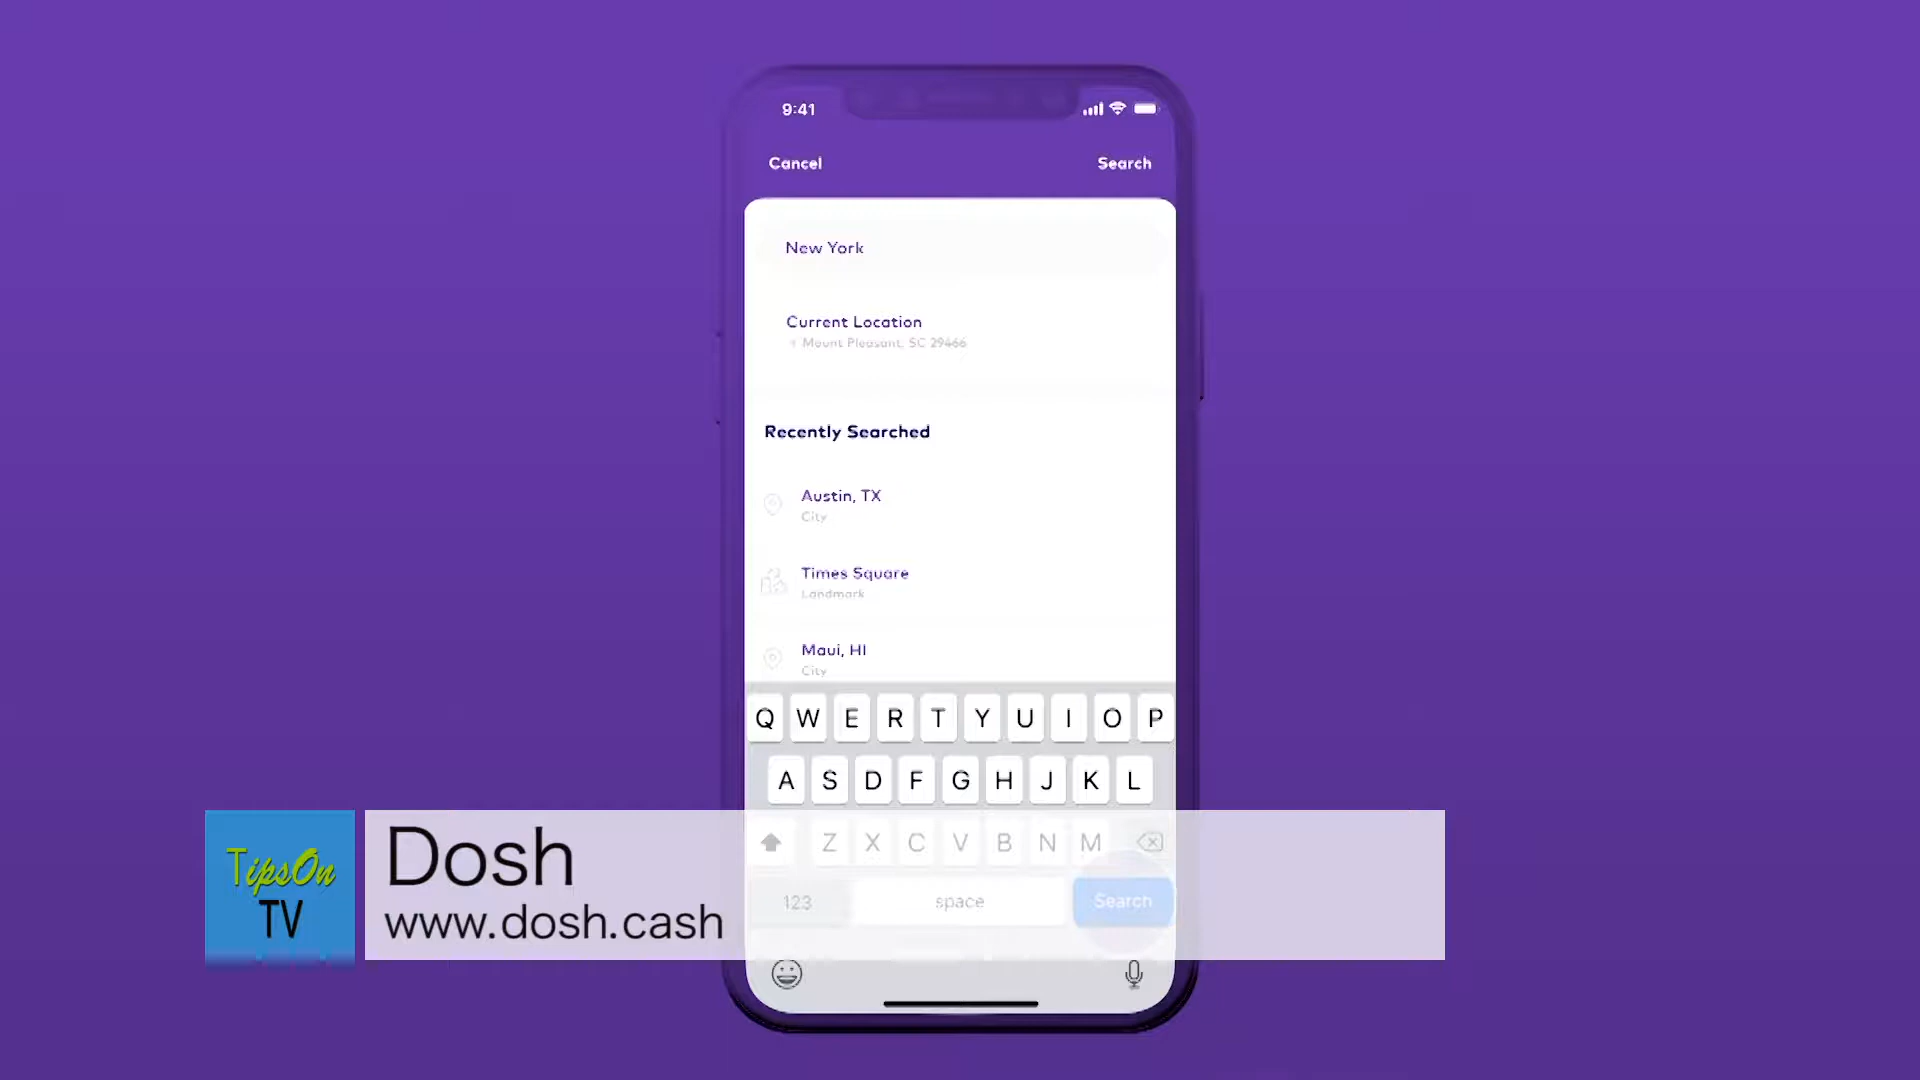 9:41
Cancel
Search
New York
Current Location
Mount Pleasant, SC 29466
Recently Searched
Austin, TX
City
Times Square
Landmark
Maui, HI
City
Q W E R T Y U I O P
A S D F G H J K L
Z X C V B N M
123 space Search
TipsOn
TV
Dosh
www.dosh.cash